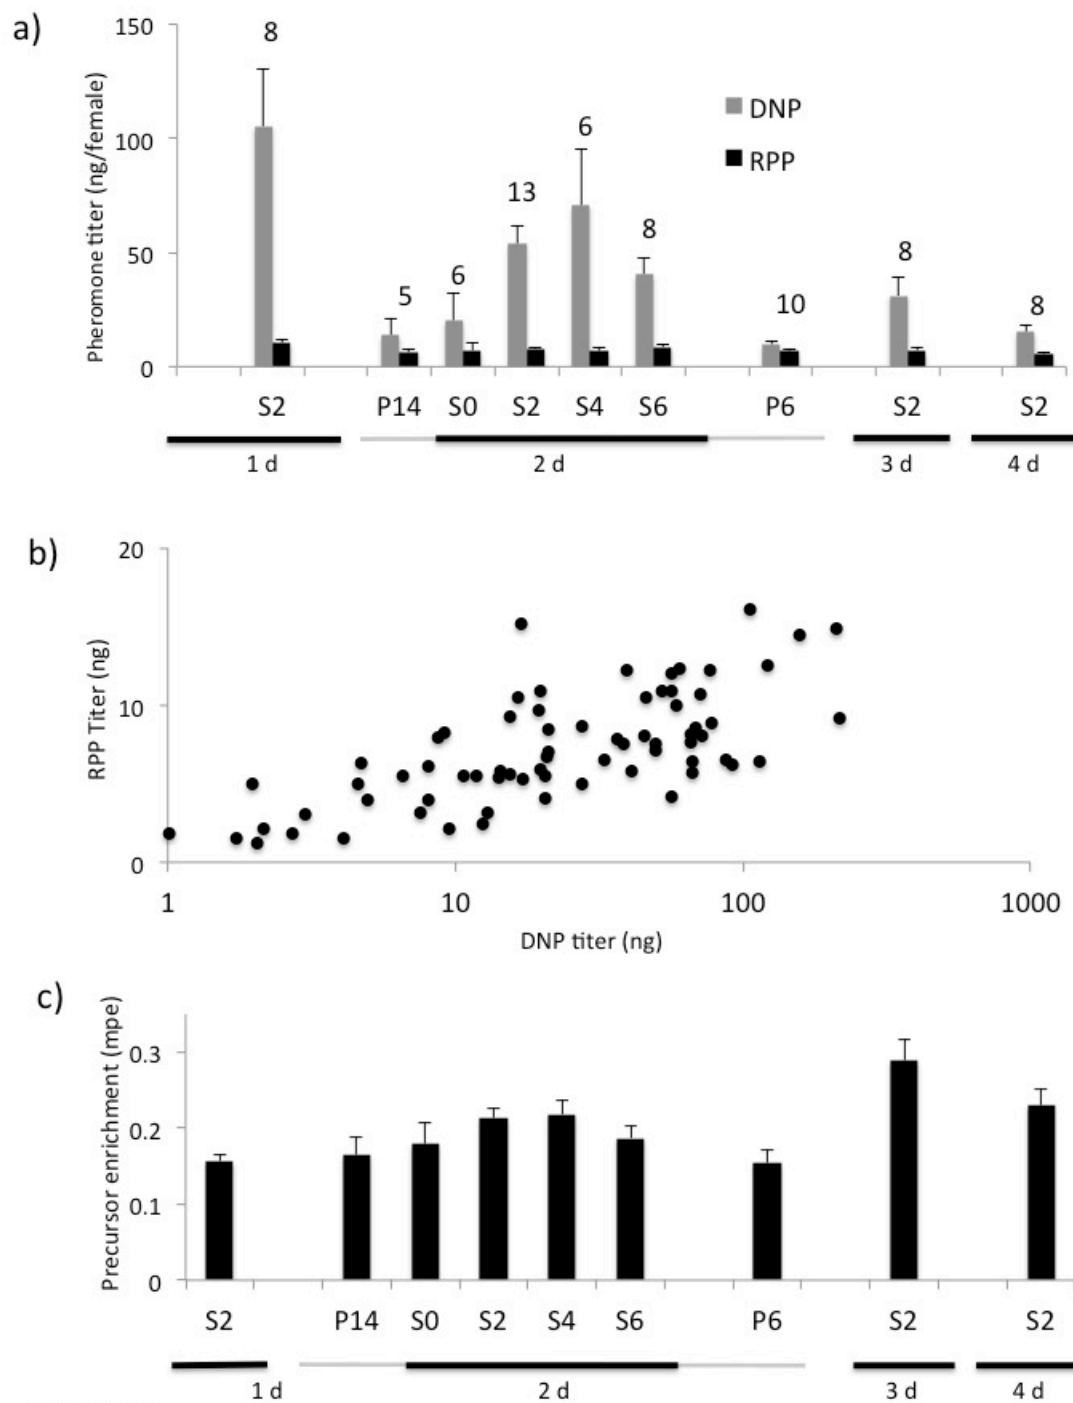 a)
150
100
50
0
Pheromone titer (ng/female)
8
5
6
13
6
8
10
8
8
DNP
RPP
S2 P14 S0 S2 S4 S6 P6 S2 S2
1 d 2 d 3 d 4 d
b)
20
10
0
RPP Titer (ng)
1 10 100 1000
DNP titer (ng)
c)
Precursor enrichment (mpe)
0.3
0.2
0.1
0
S2 P14 S0 S2 S4 S6 P6 S2 S2
1 d 2 d 3 d 4 d